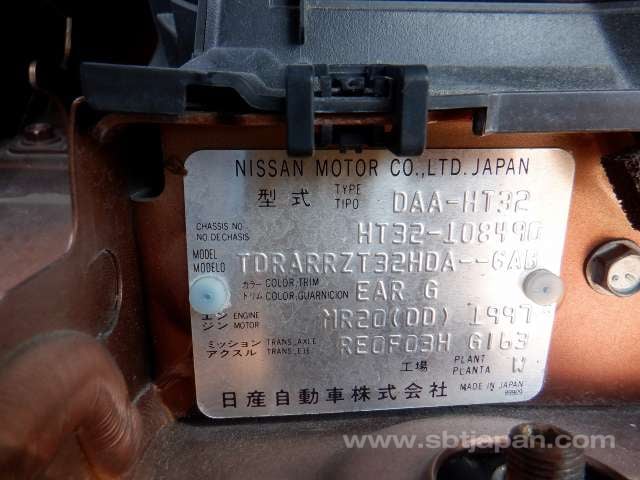 NISSAN MOTOR CO.,LTD. JAPAN
型式 TYPE TIPO DAA-HT32
CHASSIS NO. NO. DECHASIS HT32-108490
MODEL MODELO TDRARRZT32HDA--6AB
カラー COLOR,TRIM トリム COLOR,GUARNICION EAR G
エンジン ENGINE MOTOR MR20(DD) 1997
ミッション アクスル TRANS,AXLE TRANS,EJE RE0F03H G163
工場 PLANT PLANTA W
日産自動車株式会社 MADE IN JAPAN
www.sbtjapan.com